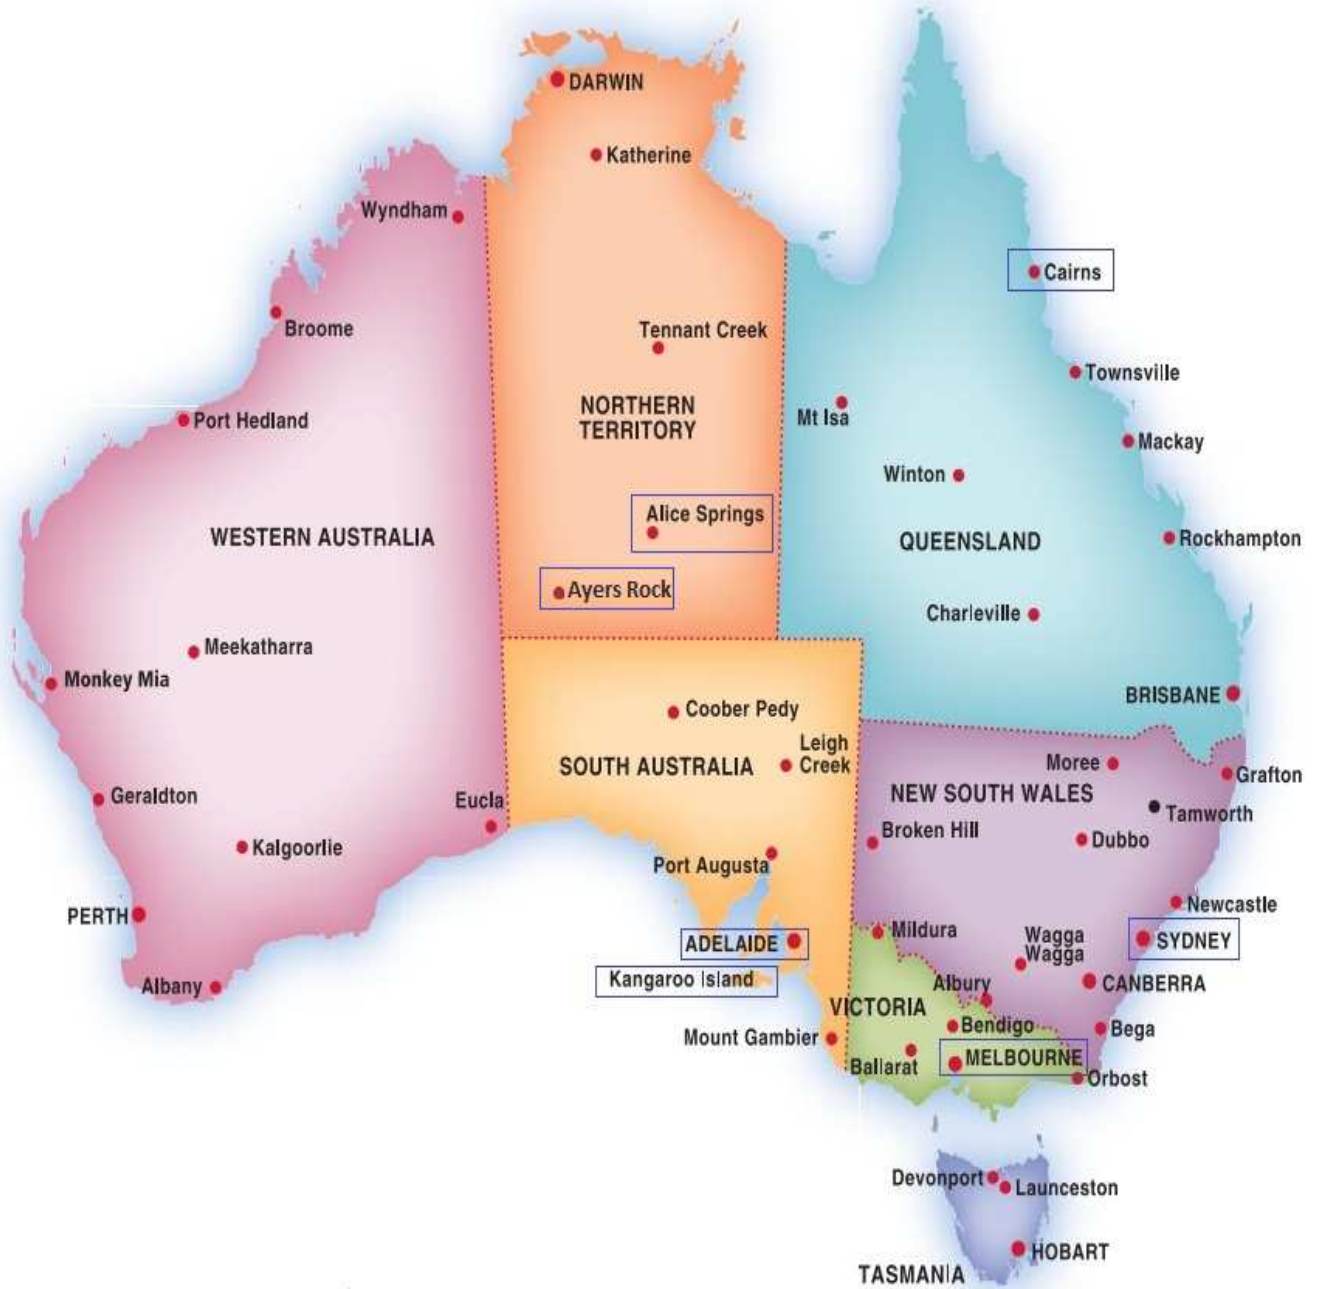 DARWIN
Katherine
Wyndham
Cairns
Broome
Tennant Creek
Townsville
NORTHERN
TERRITORY
Mt Isa
Port Hedland
Mackay
Winton
Alice Springs
WESTERN AUSTRALIA
QUEENSLAND
Rockhampton
Ayers Rock
Charleville
Meekatharra
Monkey Mia
BRISBANE
Coober Pedy
Leigh
Creek
SOUTH AUSTRALIA
Moree
Grafton
NEW SOUTH WALES
Geraldton
Eucla
Tamworth
Broken Hill
Dubbo
Kalgoorlie
Port Augusta
Newcastle
PERTH
Mildura
Wagga
Wagga
SYDNEY
ADELAIDE
Kangaroo Island
Albany
Albury
CANBERRA
VICTORIA
Bendigo
Bega
Mount Gambier
MELBOURNE
Ballarat
Orbost
Devonport
Launceston
HOBART
TASMANIA